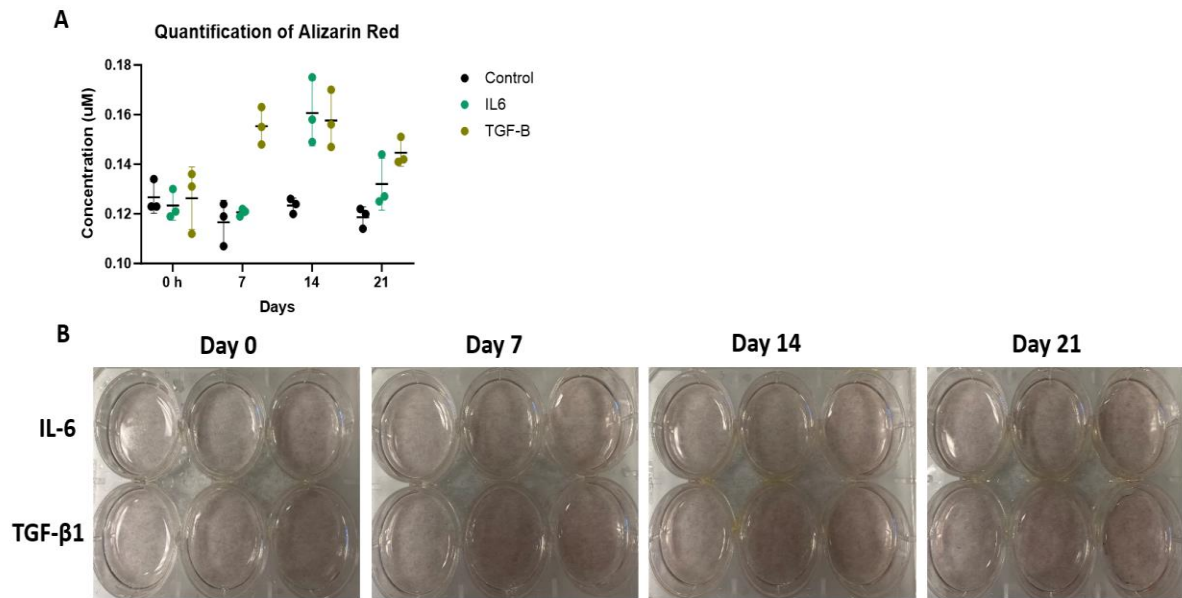 A
Quantification of Alizarin Red
Concentration (uM)
0.18
0.16
0.14
0.12
0.10
0 h 7 14 21
Days
Control
IL6
TGF-B
B
Day 0 Day 7 Day 14 Day 21
IL-6
TGF-β1